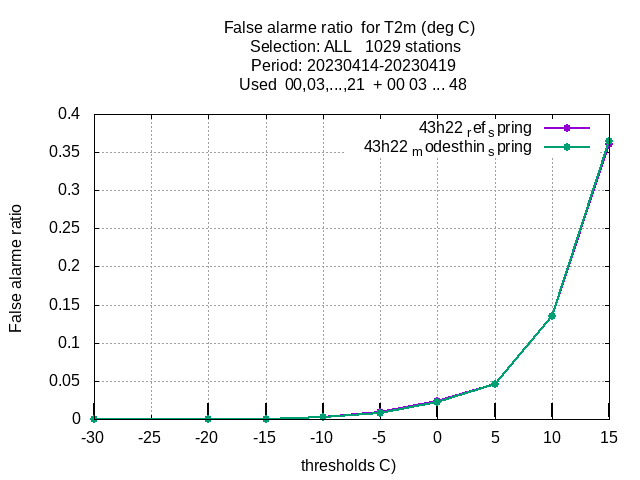 False alarme ratio  for T2m (deg C)
Selection: ALL   1029 stations
Period: 20230414-20230419
Used  00,03,...,21  + 00 03 ... 48
43h22 ref spring
43h22 modesthin spring
0.4
0.35
0.3
0.25
0.2
0.15
0.1
0.05
0
False alarme ratio
-30 -25 -20 -15 -10 -5 0 5 10 15
thresholds C)